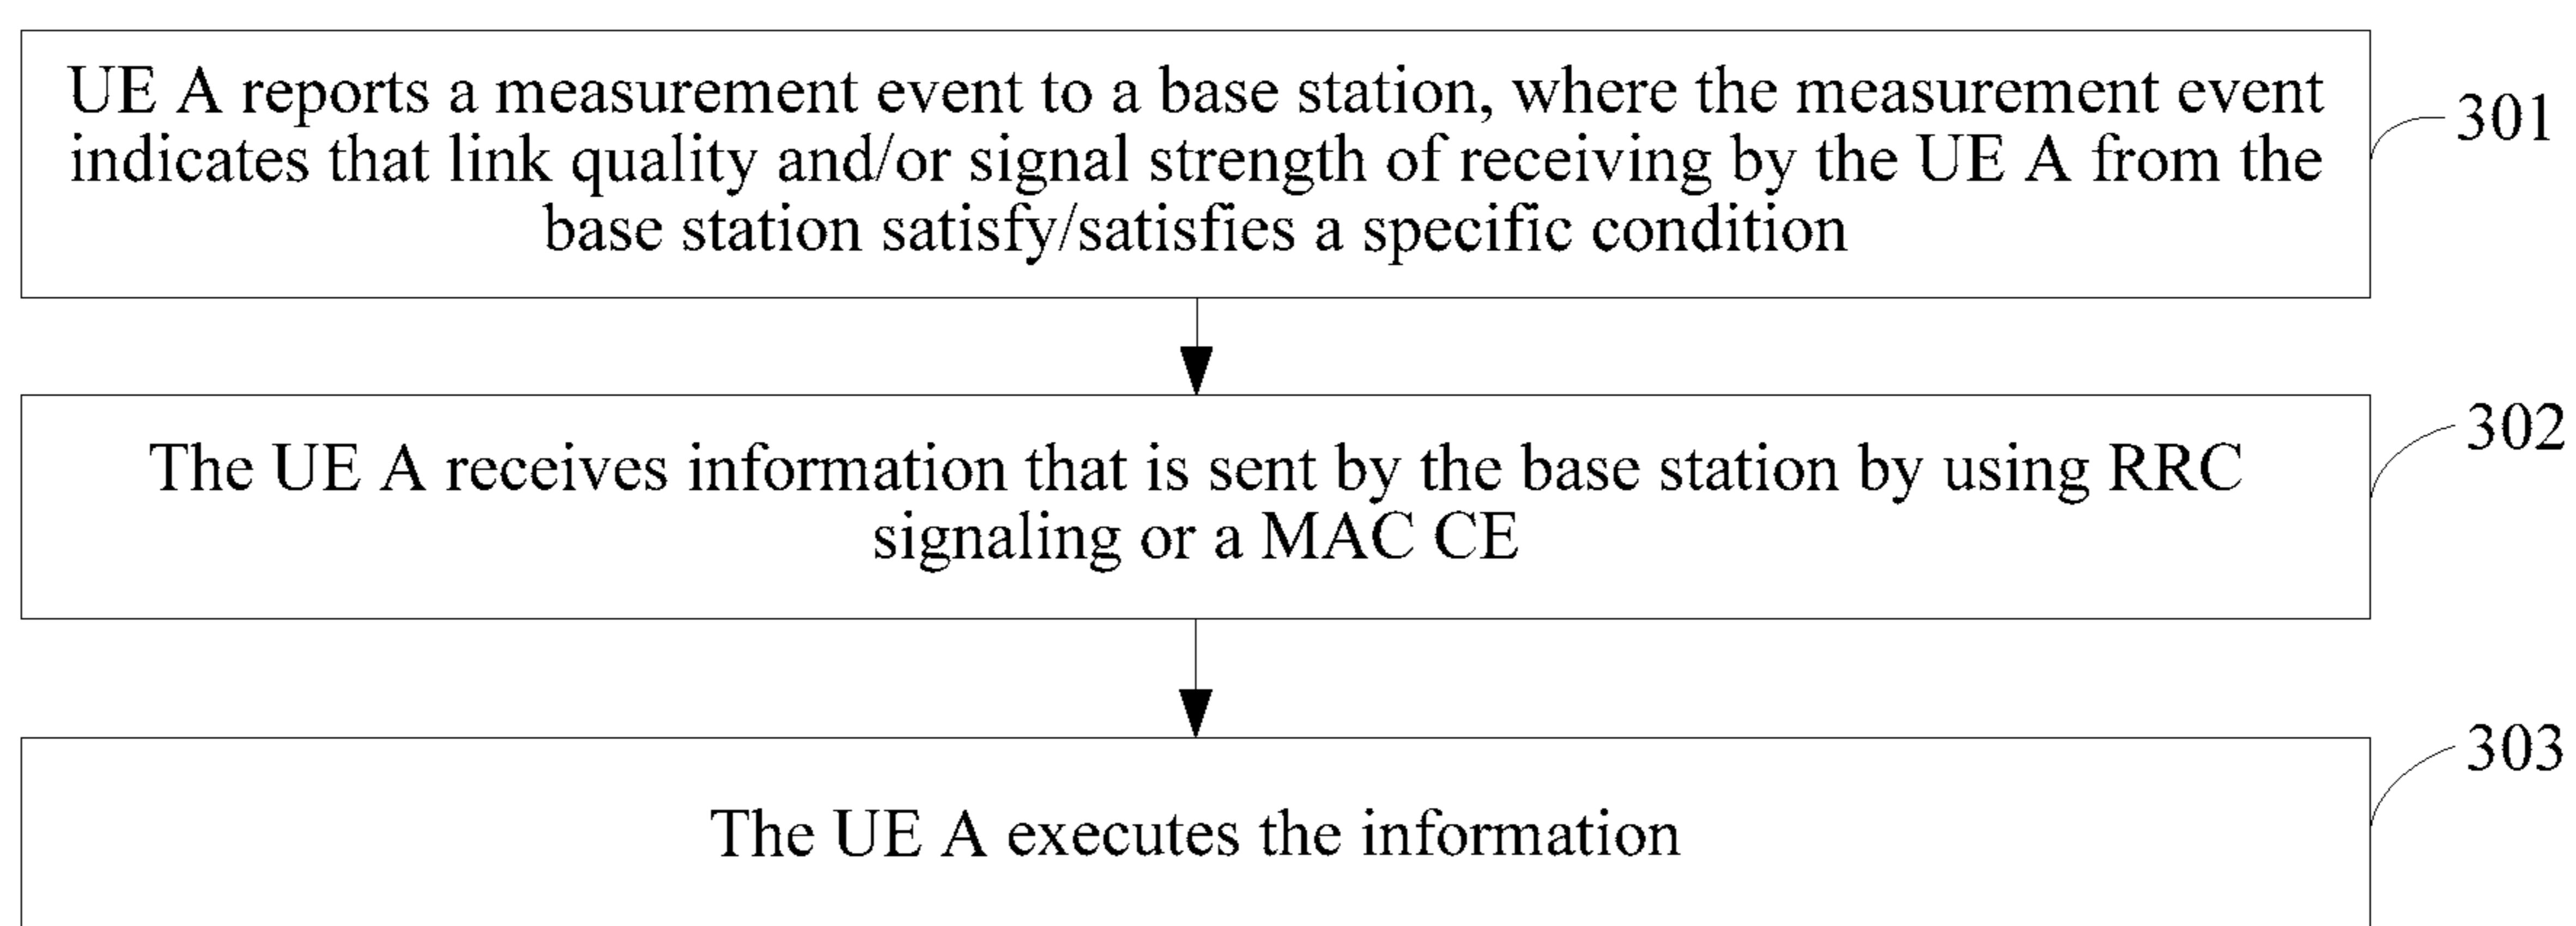 UE A reports a measurement event to a base station, where the measurement event
indicates that link quality and/or signal strength of receiving by the UE A from the
base station satisfy/satisfies a specific condition
301
The UE A receives information that is sent by the base station by using RRC
signaling or a MAC CE
302
The UE A executes the information
303